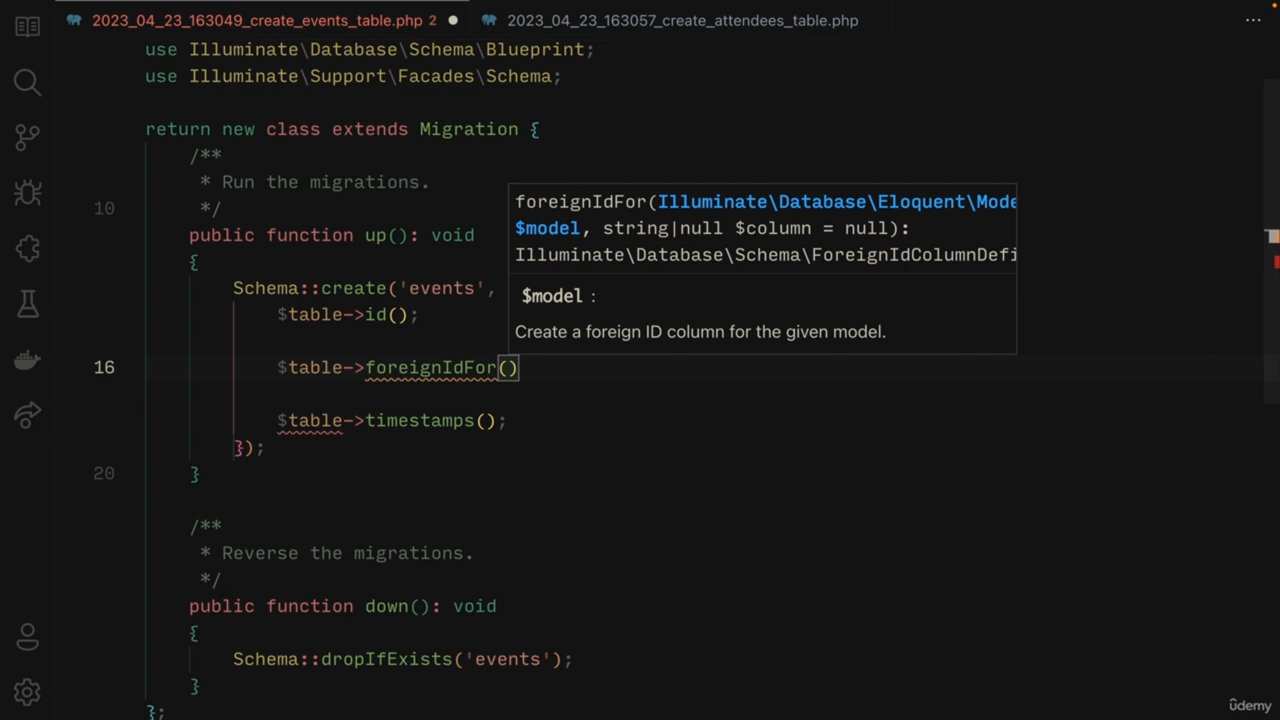 2023_04_23_163049_create_events_table.php 2
2023_04_23_163057_create_attendees_table.php
use Illuminate\Database\Schema\Blueprint;
use Illuminate\Support\Facades\Schema;
return new class extends Migration {
/**
* Run the migrations.
10
*/
public function up(): void
{
Schema::create('events',
$table->id();
16
$table->foreignIdFor()
$table->timestamps();
});
20
}
/**
* Reverse the migrations.
*/
public function down(): void
{
Schema::dropIfExists('events');
}
};
foreignIdFor(Illuminate\Database\Eloquent\Mode
$model, string|null $column = null):
Illuminate\Database\Schema\ForeignIdColumnDefi
$model :
Create a foreign ID column for the given model.
ûdemy